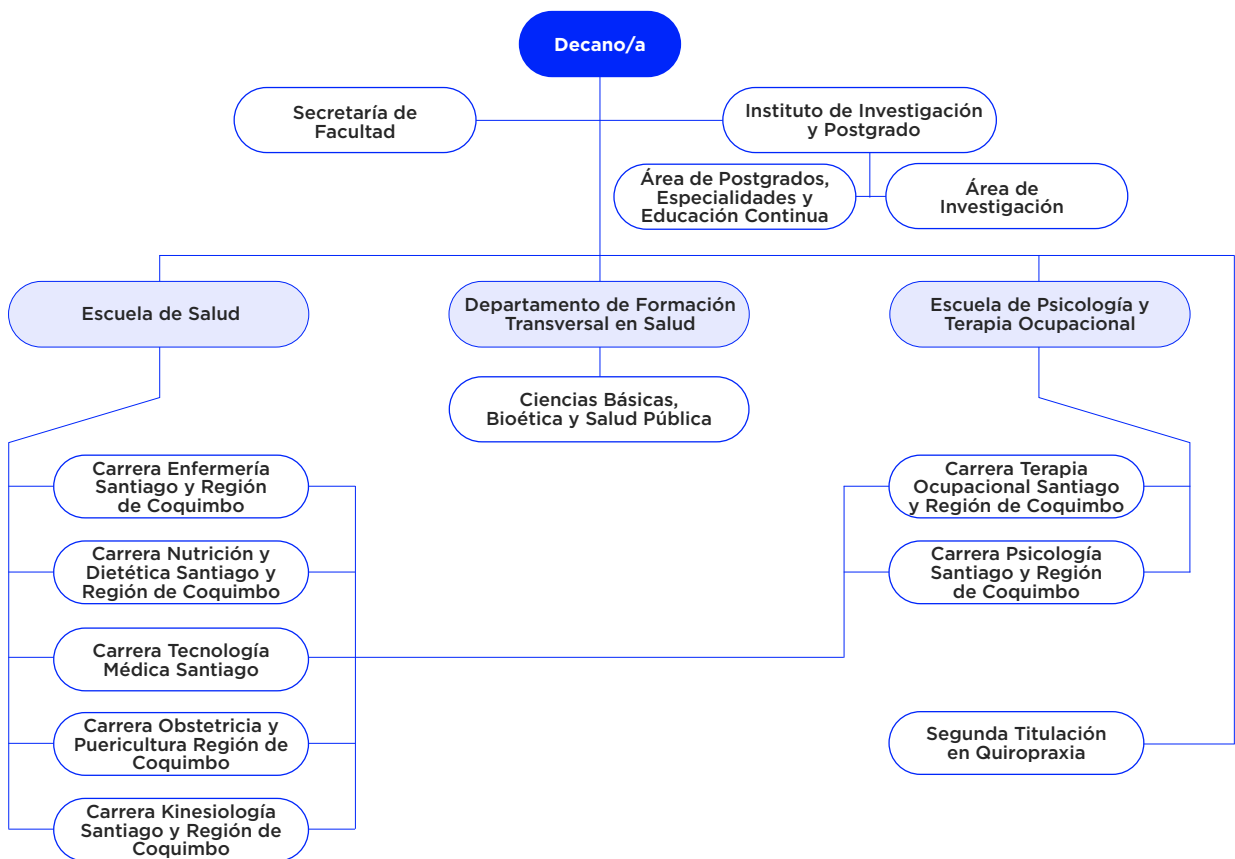 Decano/a
Secretaría de
Facultad
Instituto de Investigación
y Postgrado
Área de Postgrados,
Especialidades y
Educación Continua
Área de
Investigación
Escuela de Salud
Departamento de Formación
Transversal en Salud
Escuela de Psicología y
Terapia Ocupacional
Ciencias Básicas,
Bioética y Salud Pública
Carrera Enfermería
Santiago y Región
de Coquimbo
Carrera Nutrición y
Dietética Santiago y
Región de Coquimbo
Carrera Tecnología
Médica Santiago
Carrera Obstetricia y
Puericultura Región de
Coquimbo
Carrera Kinesiología
Santiago y Región de
Coquimbo
Carrera Terapia
Ocupacional Santiago
y Región de Coquimbo
Carrera Psicología
Santiago y Región
de Coquimbo
Segunda Titulación
en Quiropraxia